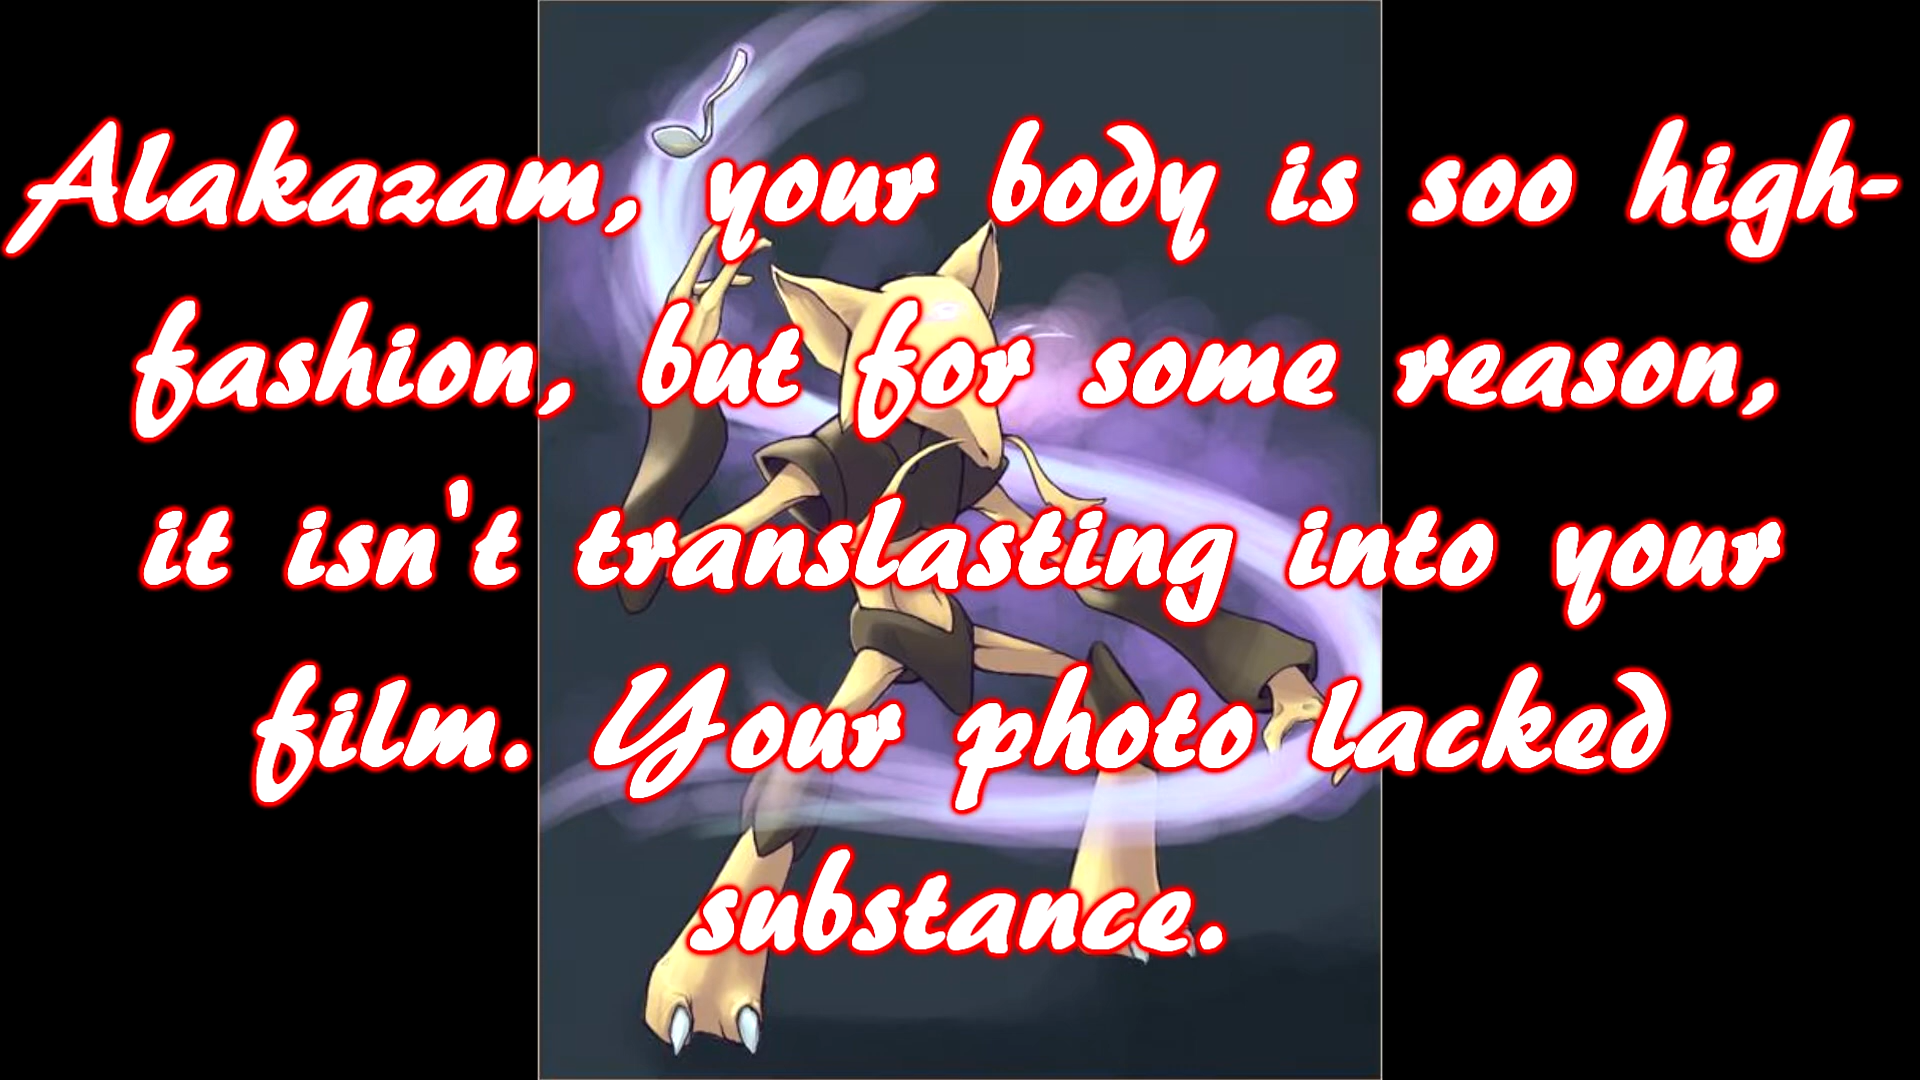 Alakazam, your body is soo high-
fashion, but for some reason,
it isn't translasting into your
film. Your photo lacked
substance.